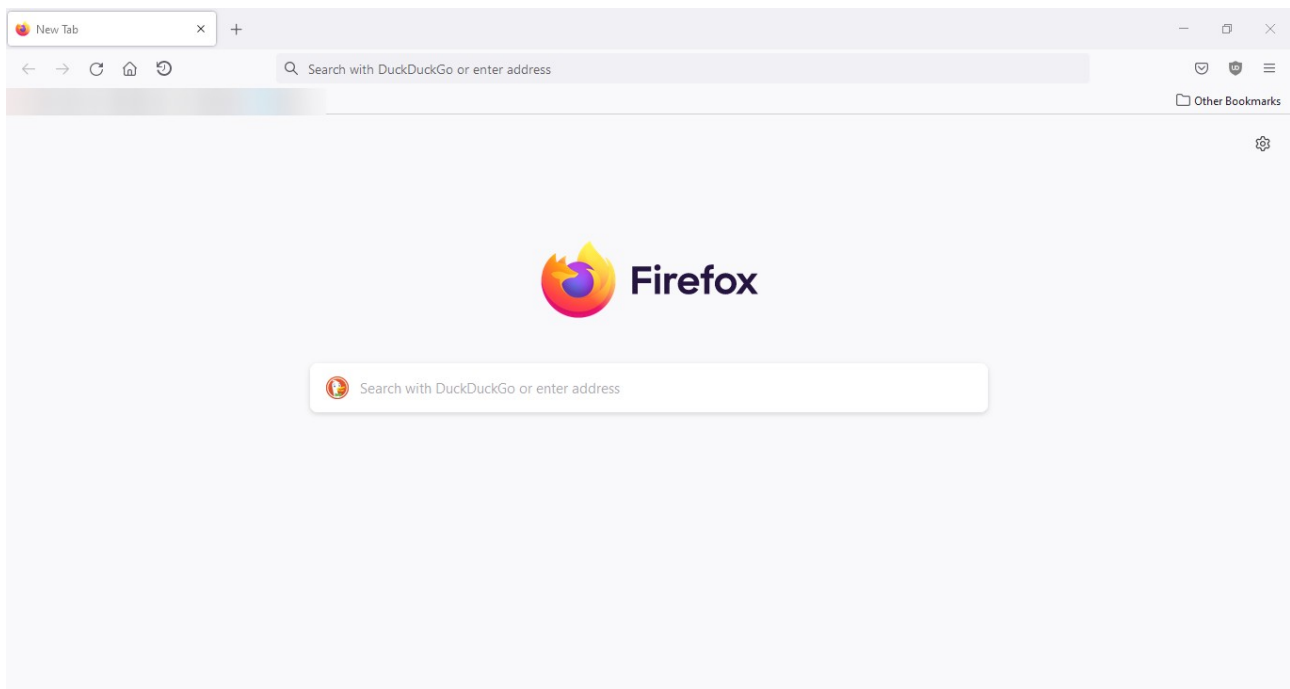 New Tab
Search with DuckDuckGo or enter address
Other Bookmarks
Firefox
Search with DuckDuckGo or enter address